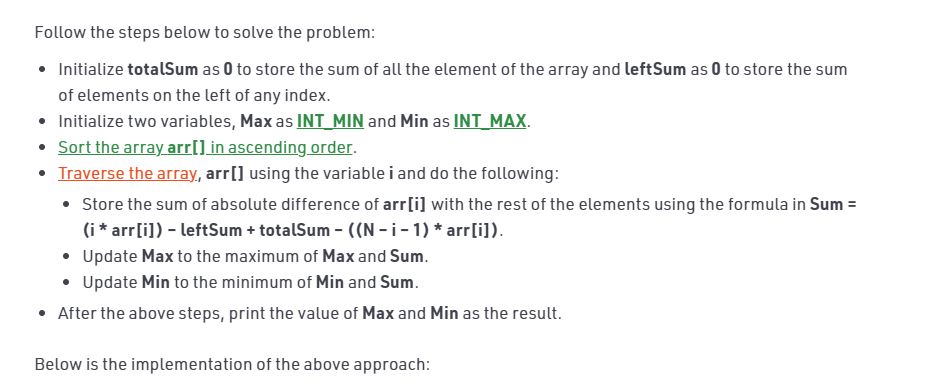 Follow the steps below to solve the problem:
• Initialize totalSum as 0 to store the sum of all the element of the array and leftSum as 0 to store the sum
of elements on the left of any index.
• Initialize two variables, Max as INT_MIN and Min as INT_MAX.
• Sort the array arr[] in ascending order.
• Traverse the array, arr[] using the variable i and do the following:
• Store the sum of absolute difference of arr[i] with the rest of the elements using the formula in Sum =
(i * arr[i]) – leftSum + totalSum – ((N – i – 1) * arr[i]).
• Update Max to the maximum of Max and Sum.
• Update Min to the minimum of Min and Sum.
• After the above steps, print the value of Max and Min as the result.
Below is the implementation of the above approach: